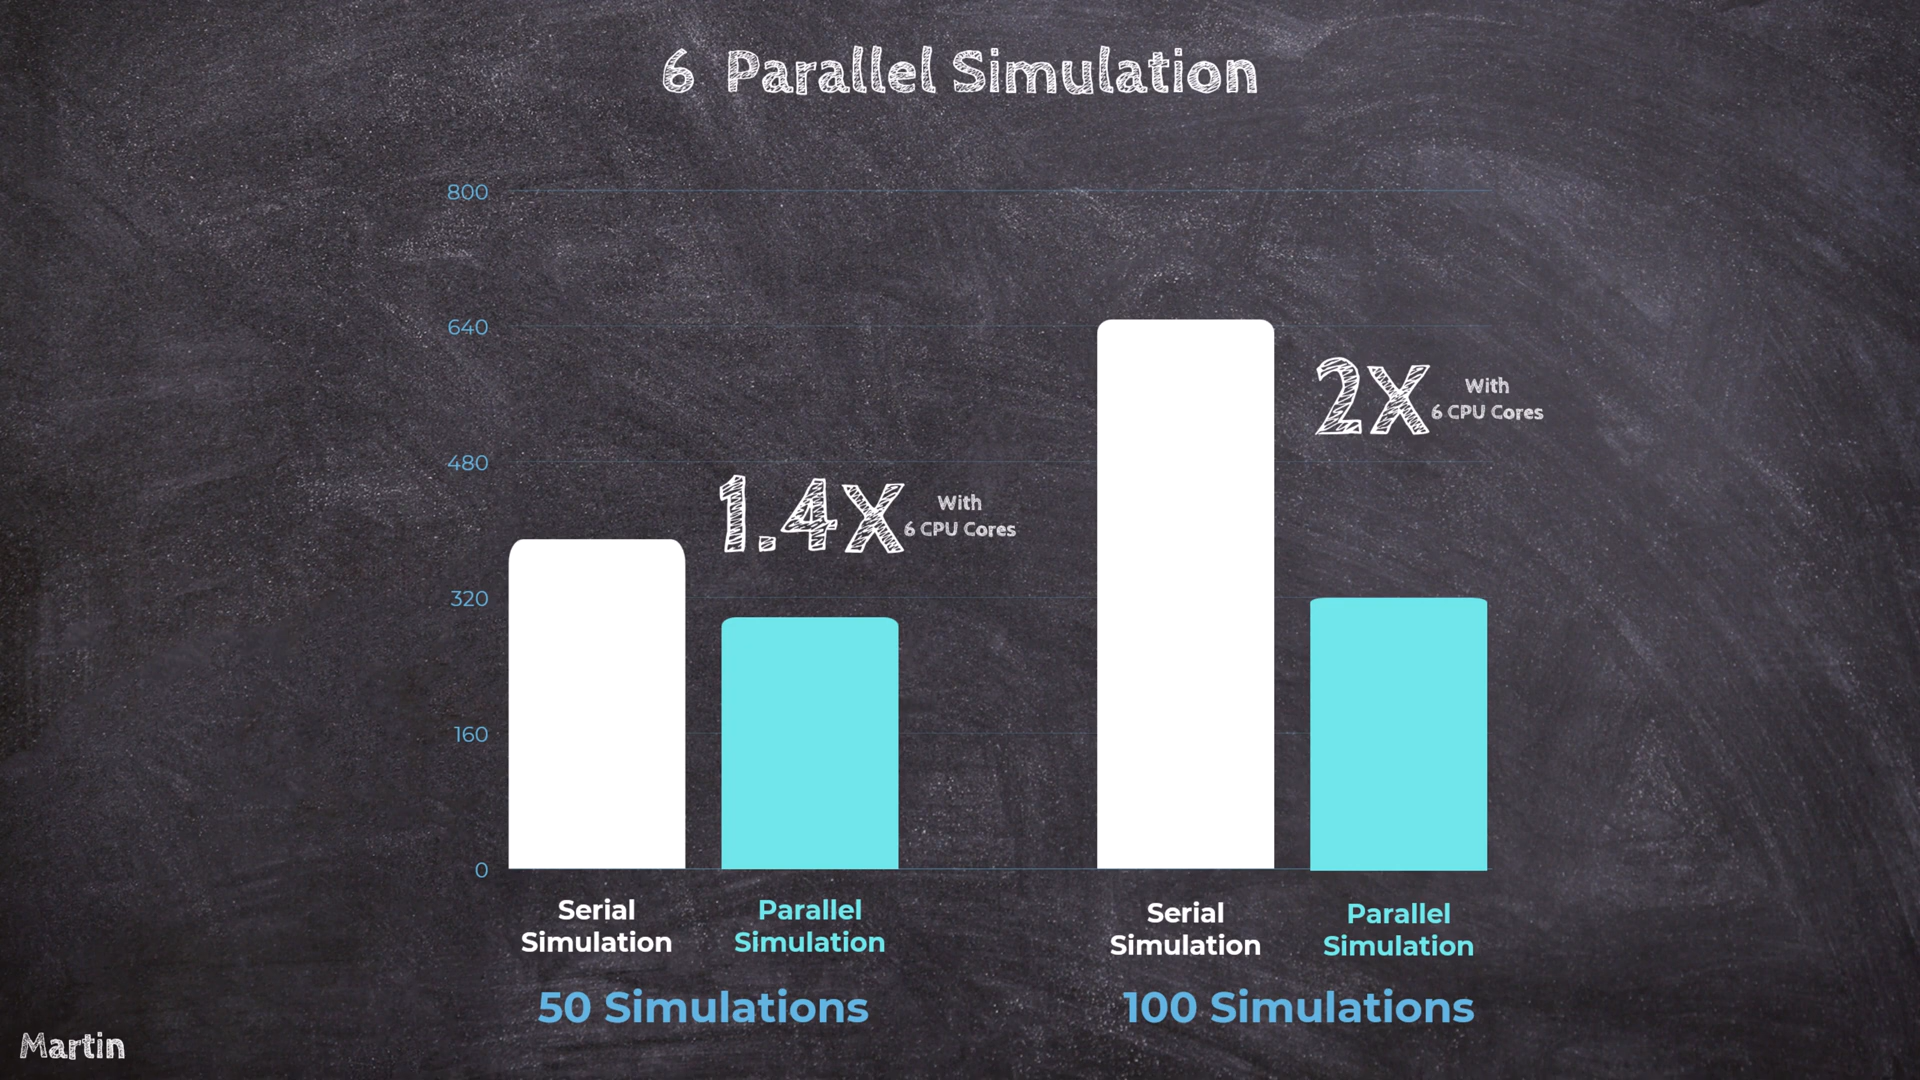 6 Parallel Simulation
800
640
480
320
160
0
1.4X
With
6 CPU Cores
2X
With
6 CPU Cores
Serial
Simulation
Parallel
Simulation
Serial
Simulation
Parallel
Simulation
50 Simulations
100 Simulations
Martin